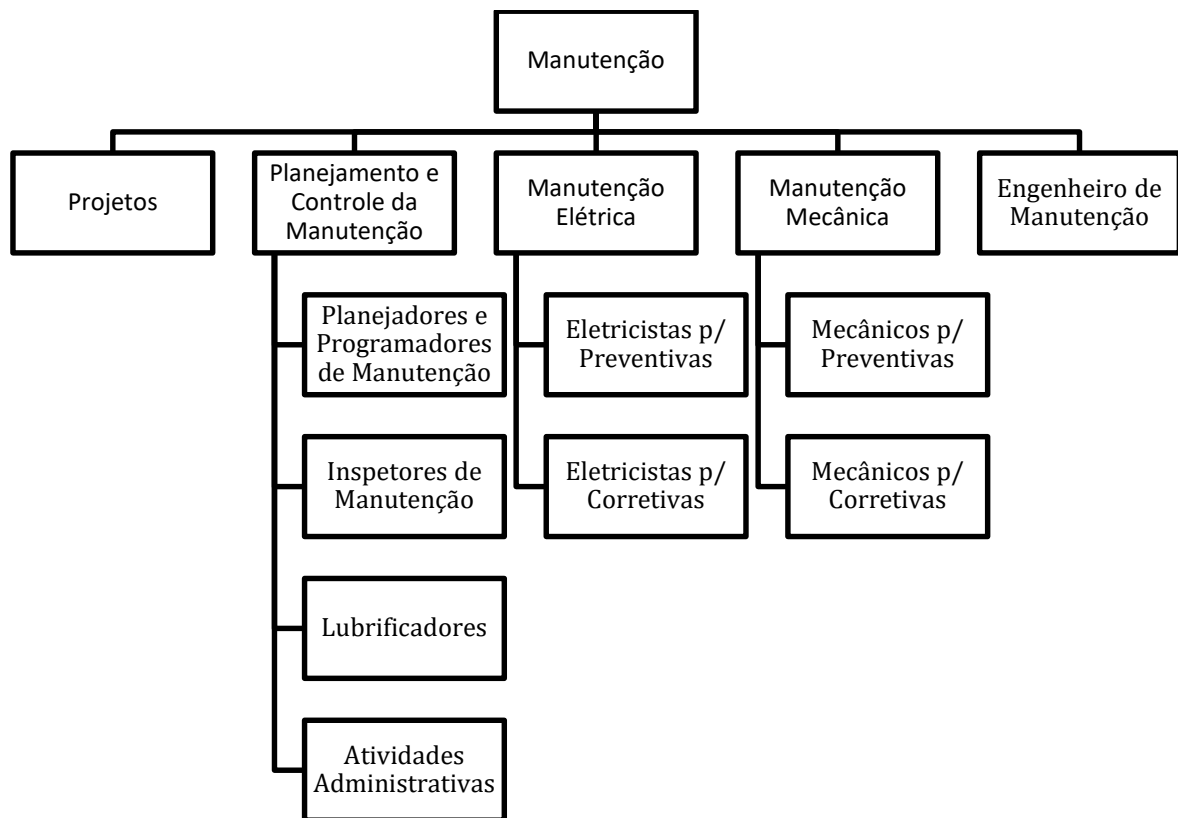 Manutenção
Projetos
Planejamento e
Controle da
Manutenção
Manutenção
Elétrica
Manutenção
Mecânica
Engenheiro de
Manutenção
Planejadores e
Programadores
de Manutenção
Eletricistas p/
Preventivas
Mecânicos p/
Preventivas
Inspetores de
Manutenção
Eletricistas p/
Corretivas
Mecânicos p/
Corretivas
Lubrificadores
Atividades
Administrativas